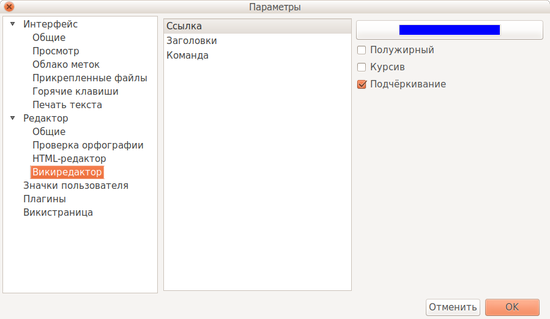 Параметры
Интерфейс
Общие
Просмотр
Облако меток
Прикрепленные файлы
Горячие клавиши
Печать текста
Редактор
Общие
Проверка орфографии
HTML-редактор
Викиредактор
Значки пользователя
Плагины
Викистраница
Ссылка
Заголовки
Команда
Полужирный
Курсив
Подчёркивание
Отменить
OK